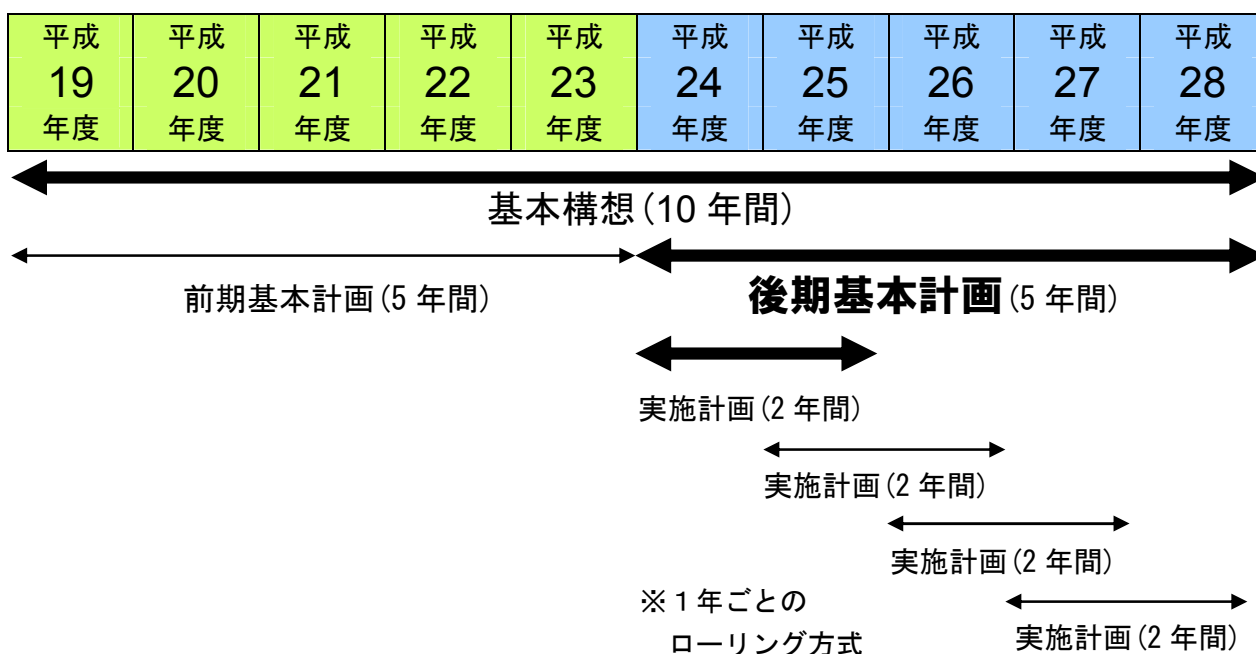 平成 平成 平成 平成 平成 平成 平成 平成 平成 平成
19 20 21 22 23 24 25 26 27 28
年度 年度 年度 年度 年度 年度 年度 年度 年度 年度
基本構想(10 年間)
前期基本計画(5 年間) 後期基本計画(5 年間)
実施計画(2 年間)
実施計画(2 年間)
実施計画(2 年間)
※１年ごとの
ローリング方式 実施計画(2 年間)